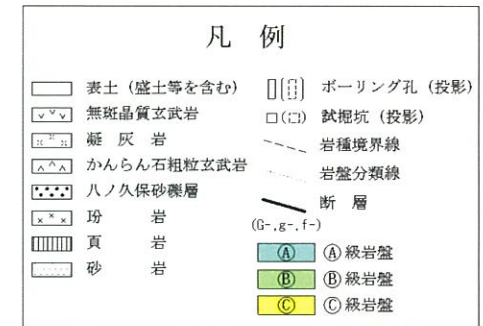 凡 例
表土 (盛土等を含む)
無斑晶質玄武岩
凝 灰 岩
かんらん石粗粒玄武岩
八ノ久保砂礫層
玢 岩
頁 岩
砂 岩
ボーリング孔 (投影)
試掘坑 (投影)
岩種境界線
岩盤分類線
断 層
(G-,g-,f-)
Ⓐ Ⓐ級岩盤
Ⓑ Ⓑ級岩盤
Ⓒ Ⓒ級岩盤